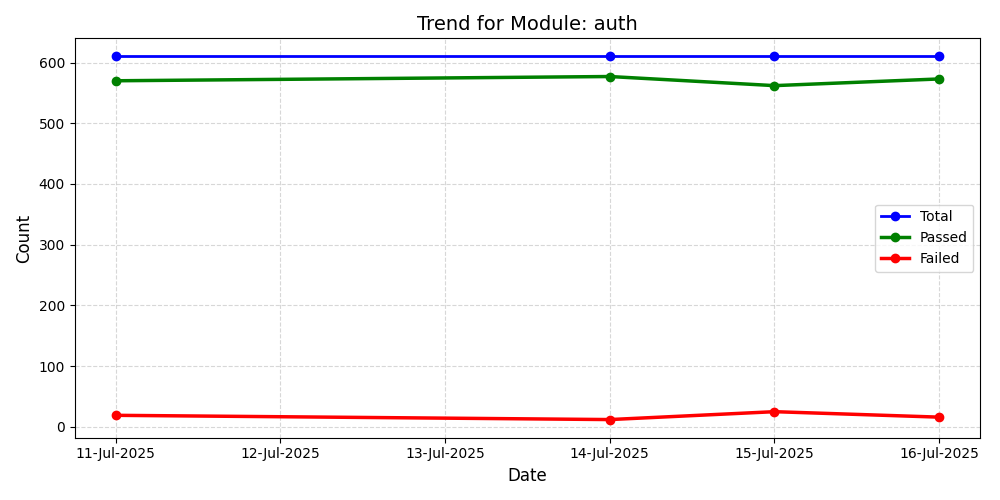 Trend for Module: auth
Count
600
500
400
300
200
100
0
Total
Passed
Failed
11-Jul-2025
12-Jul-2025
13-Jul-2025
14-Jul-2025
15-Jul-2025
16-Jul-2025
Date